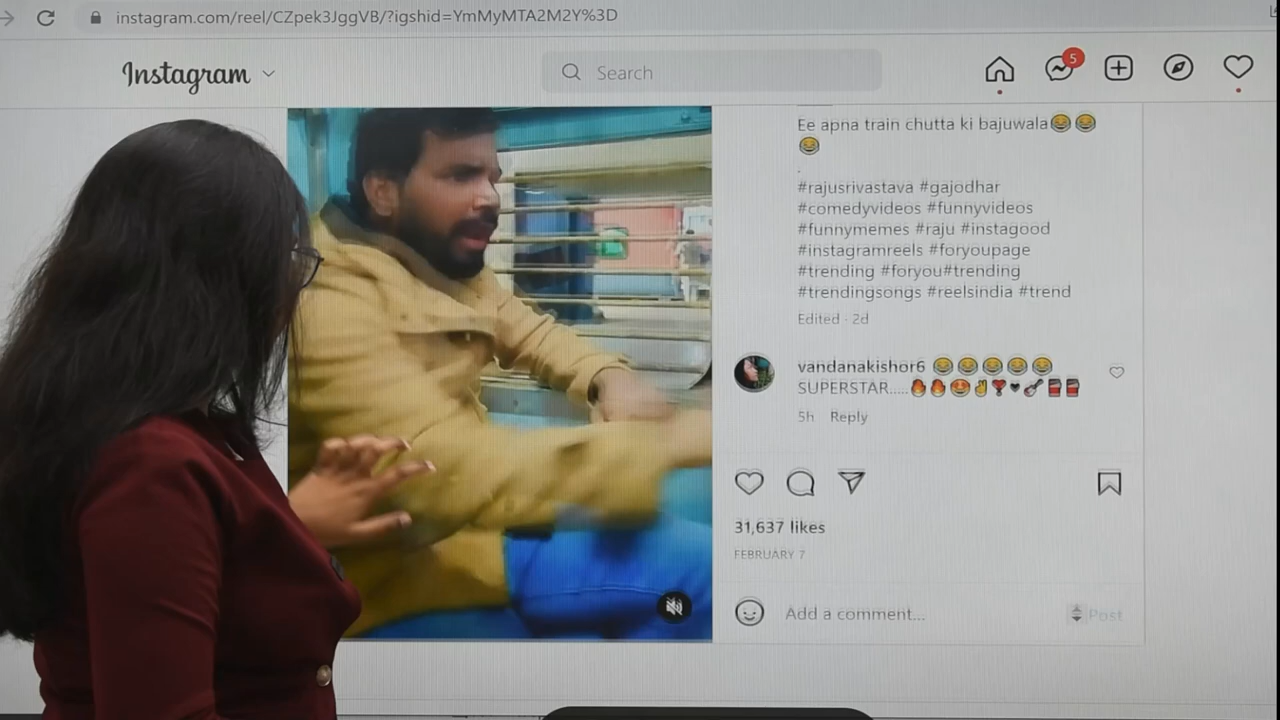 instagram.com/reel/CZpek3JggVB/?igshid=YmMyMTA2M2Y%3D
Instagram
Search
5
Ee apna train chutta ki bajuwala😂😂
😂
.
#rajusrivastava #gajodhar
#comedyvideos #funnyvideos
#funnymemes #raju #instagood
#instagramreels #foryoupage
#trending #foryou#trending
#trendingsongs #reelsindia #trend
Edited · 2d
vandanakishor6 😂😂😂😂😂
SUPERSTAR.....🔥🔥😍✌️❣️🖤🎸🥤🥤
5h Reply
31,637 likes
FEBRUARY 7
Add a comment...
Post